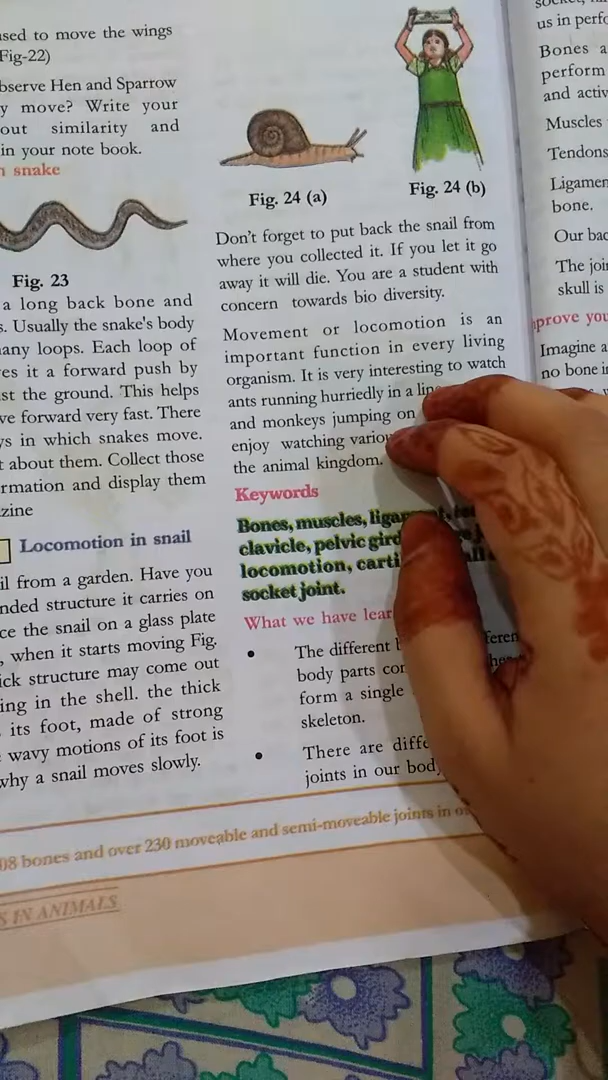 used to move the wings
Fig-22)
bserve Hen and Sparrow
y move? Write your
out similarity and
in your note book.
snake
Fig. 23
a long back bone and
s. Usually the snake's body
any loops. Each loop of
es it a forward push by
st the ground. This helps
ve forward very fast. There
ys in which snakes move.
t about them. Collect those
rmation and display them
zine
Locomotion in snail
il from a garden. Have you
nded structure it carries on
ce the snail on a glass plate
, when it starts moving Fig.
ick structure may come out
ing in the shell. the thick
its foot, made of strong
wavy motions of its foot is
why a snail moves slowly.
Fig. 24 (a)
Fig. 24 (b)
Don't forget to put back the snail from
where you collected it. If you let it go
away it will die. You are a student with
concern towards bio diversity.
Movement or locomotion is an
important function in every living
organism. It is very interesting to watch
ants running hurriedly in a line
and monkeys jumping on
enjoy watching variou
the animal kingdom.
Keywords
Bones, muscles,
clavicle, pelvic gird
locomotion, carti
socket joint.
What we have lear
• The different b
body parts
form a single
skeleton.
• There are diffe
joints in our body
08 bones and over 230 moveable and semi-moveable joints in
S IN ANIMALS
us in perfo
Bones a
perform
and activ
Muscles
Tendons
Ligamen
bone.
Our bac
The join
skull is
prove you
Imagine a
no bone in